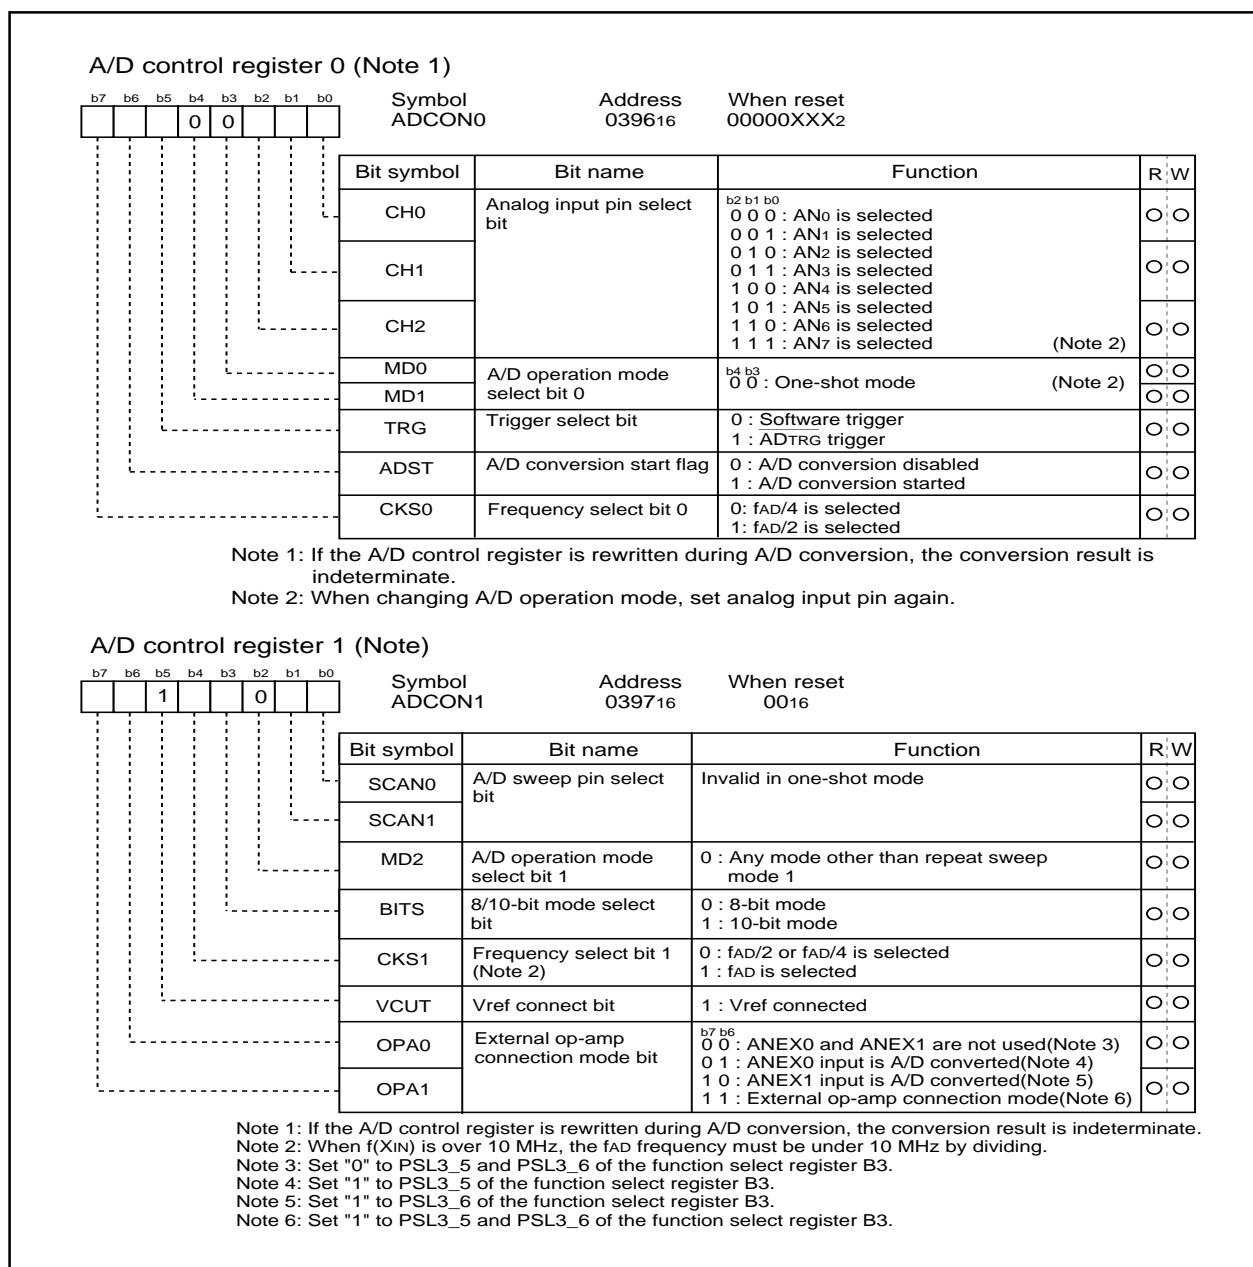 A/D control register 0 (Note 1)
b7 b6 b5 b4 b3 b2 b1 b0
0 0
Symbol Address When reset
ADCON0 039616 00000XXX2
Bit symbol Bit name Function R W
CH0 Analog input pin select bit
b2 b1 b0
0 0 0 : AN0 is selected
0 0 1 : AN1 is selected
0 1 0 : AN2 is selected
CH1 0 1 1 : AN3 is selected
1 0 0 : AN4 is selected
1 0 1 : AN5 is selected
CH2 1 1 0 : AN6 is selected
1 1 1 : AN7 is selected (Note 2)
MD0 A/D operation mode select bit 0
b4 b3
0 0 : One-shot mode (Note 2)
MD1
TRG Trigger select bit 0 : Software trigger
1 : ADTRG trigger
ADST A/D conversion start flag 0 : A/D conversion disabled
1 : A/D conversion started
CKS0 Frequency select bit 0 0: fAD/4 is selected
1: fAD/2 is selected
Note 1: If the A/D control register is rewritten during A/D conversion, the conversion result is
indeterminate.
Note 2: When changing A/D operation mode, set analog input pin again.
A/D control register 1 (Note)
b7 b6 b5 b4 b3 b2 b1 b0
1 0
Symbol Address When reset
ADCON1 039716 0016
Bit symbol Bit name Function R W
SCAN0 A/D sweep pin select bit Invalid in one-shot mode
SCAN1
MD2 A/D operation mode select bit 1 0 : Any mode other than repeat sweep
mode 1
BITS 8/10-bit mode select bit 0 : 8-bit mode
1 : 10-bit mode
CKS1 Frequency select bit 1 (Note 2) 0 : fAD/2 or fAD/4 is selected
1 : fAD is selected
VCUT Vref connect bit 1 : Vref connected
OPA0 External op-amp connection mode bit
b7 b6
0 0 : ANEX0 and ANEX1 are not used(Note 3)
0 1 : ANEX0 input is A/D converted(Note 4)
OPA1 1 0 : ANEX1 input is A/D converted(Note 5)
1 1 : External op-amp connection mode(Note 6)
Note 1: If the A/D control register is rewritten during A/D conversion, the conversion result is indeterminate.
Note 2: When f(XIN) is over 10 MHz, the fAD frequency must be under 10 MHz by dividing.
Note 3: Set "0" to PSL3_5 and PSL3_6 of the function select register B3.
Note 4: Set "1" to PSL3_5 of the function select register B3.
Note 5: Set "1" to PSL3_6 of the function select register B3.
Note 6: Set "1" to PSL3_5 and PSL3_6 of the function select register B3.